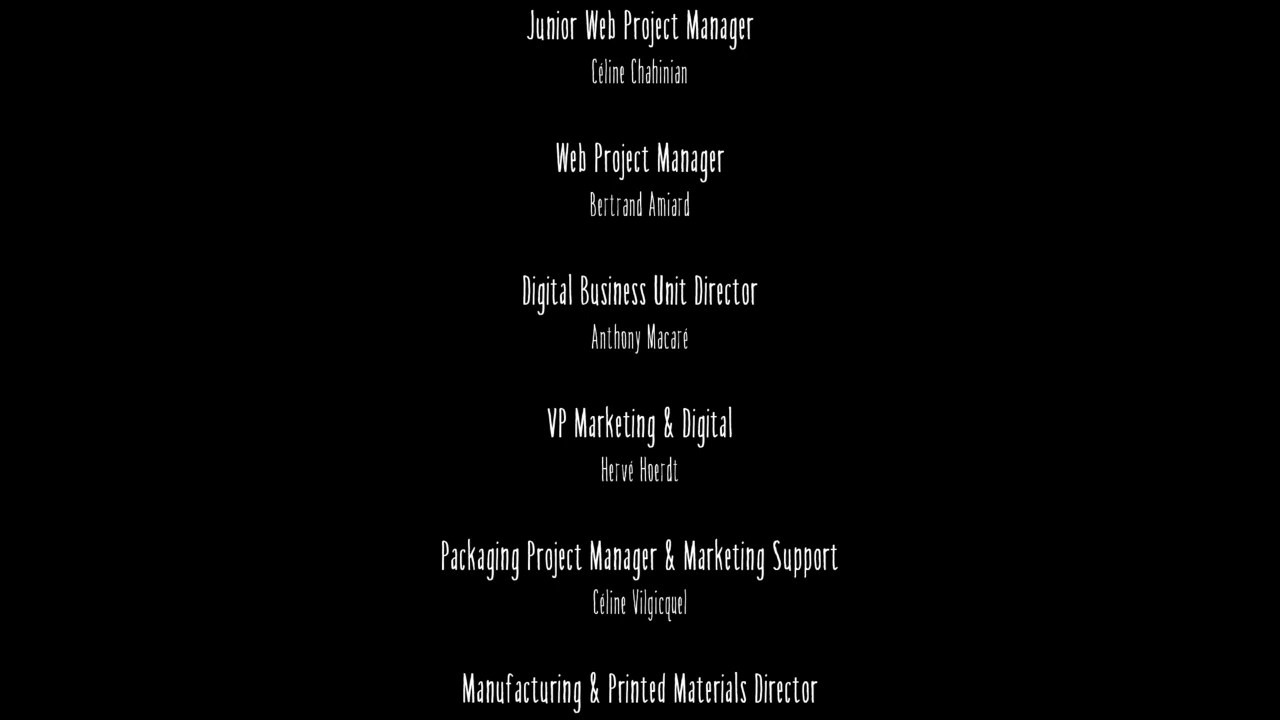 Junior Web Project Manager
Céline Chahinian
Web Project Manager
Bertrand Amiard
Digital Business Unit Director
Anthony Macaré
VP Marketing & Digital
Hervé Hoerdt
Packaging Project Manager & Marketing Support
Céline Vilgicquel
Manufacturing & Printed Materials Director